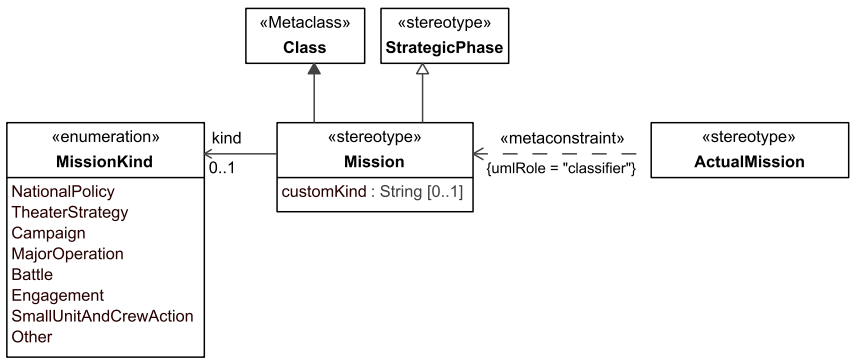 «Metaclass»
Class
«stereotype»
StrategicPhase
«enumeration»
MissionKind
NationalPolicy
TheaterStrategy
Campaign
MajorOperation
Battle
Engagement
SmallUnitAndCrewAction
Other
kind
0..1
«stereotype»
Mission
customKind : String [0..1]
«metaconstraint»
{umlRole = "classifier"}
«stereotype»
ActualMission